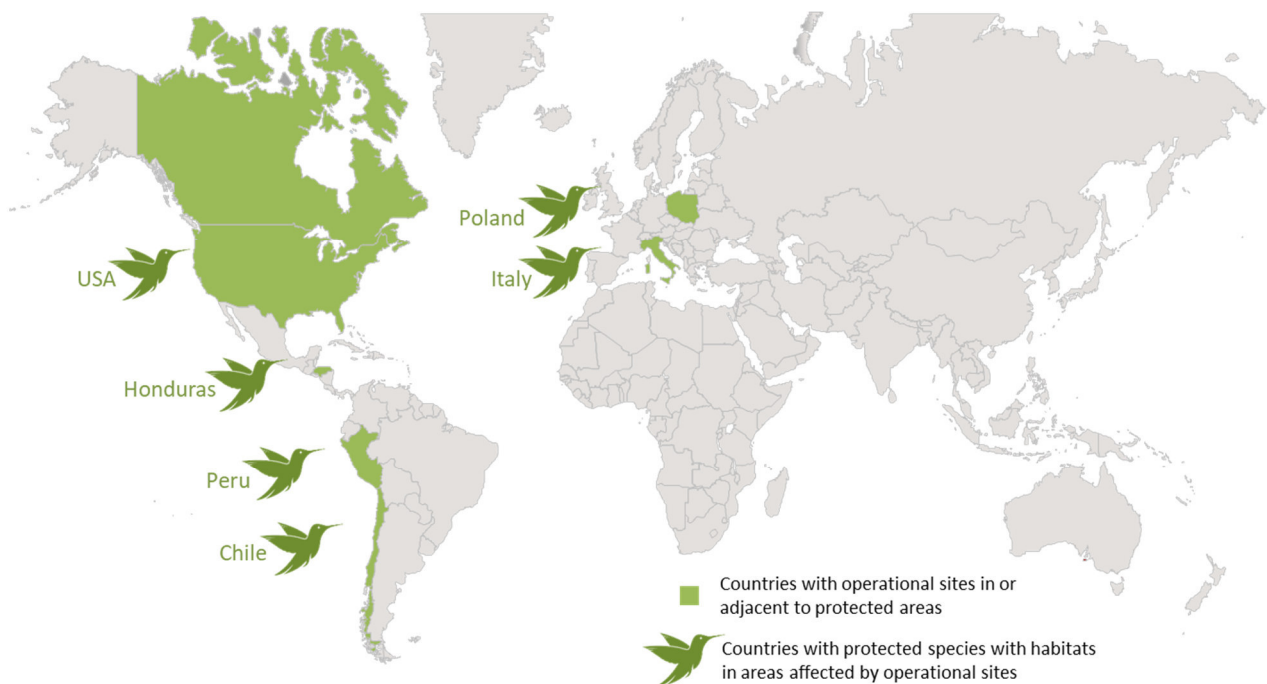 Poland
Italy
USA
Honduras
Peru
Chile
Countries with operational sites in or
adjacent to protected areas
Countries with protected species with habitats
in areas affected by operational sites